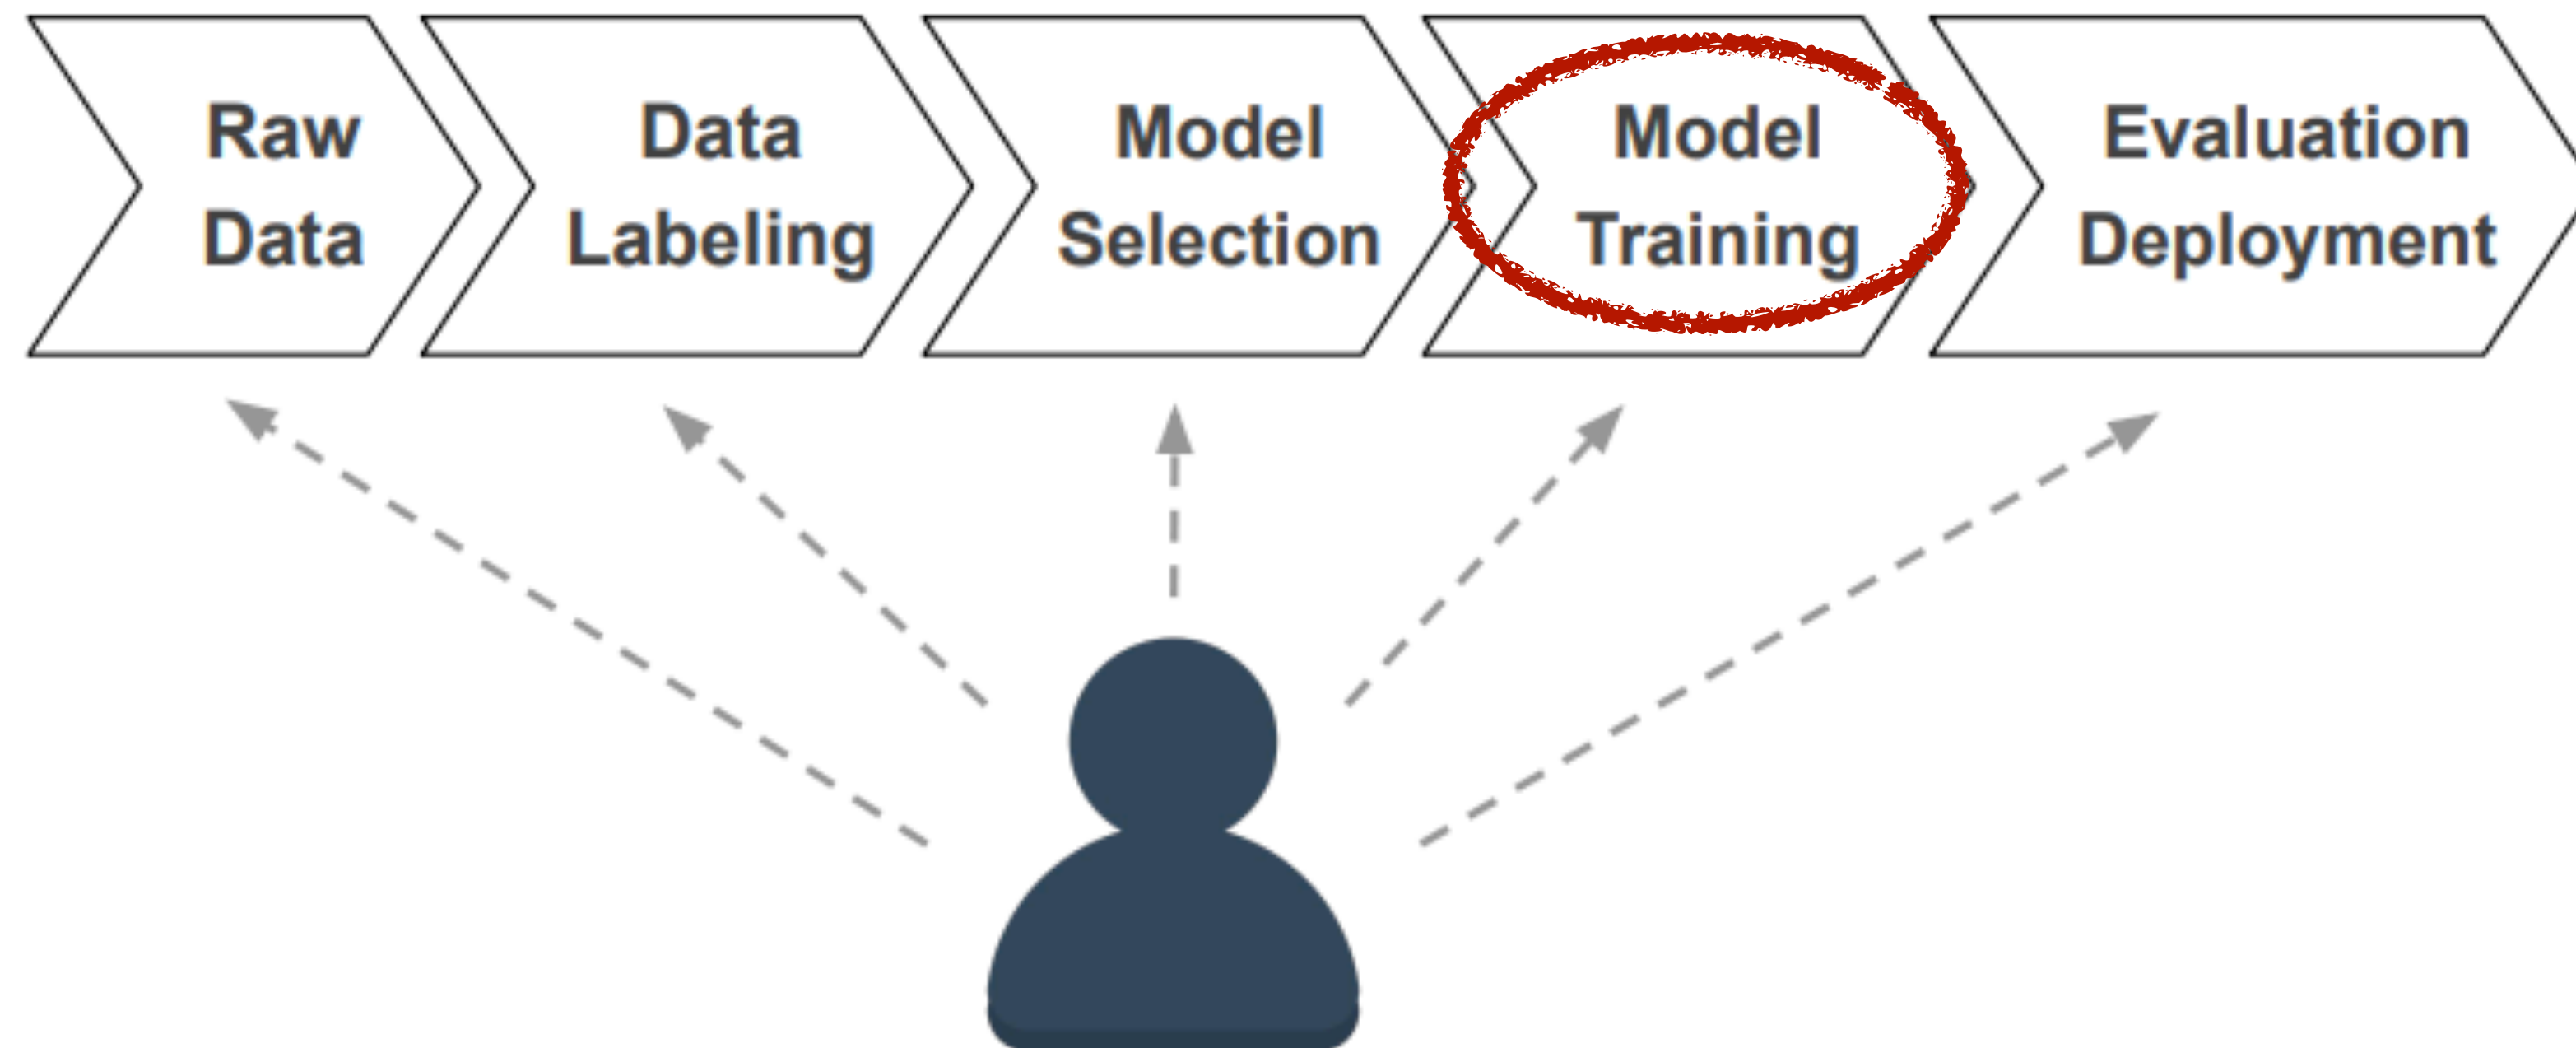 Raw
Data
Data
Labeling
Model
Selection
Model
Training
Evaluation
Deployment